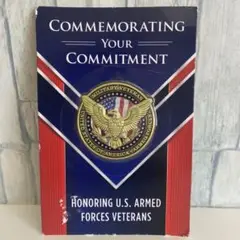 COMMEMORATING
YOUR
COMMITMENT
HONORING U.S. ARMED
FORCES VETERANS